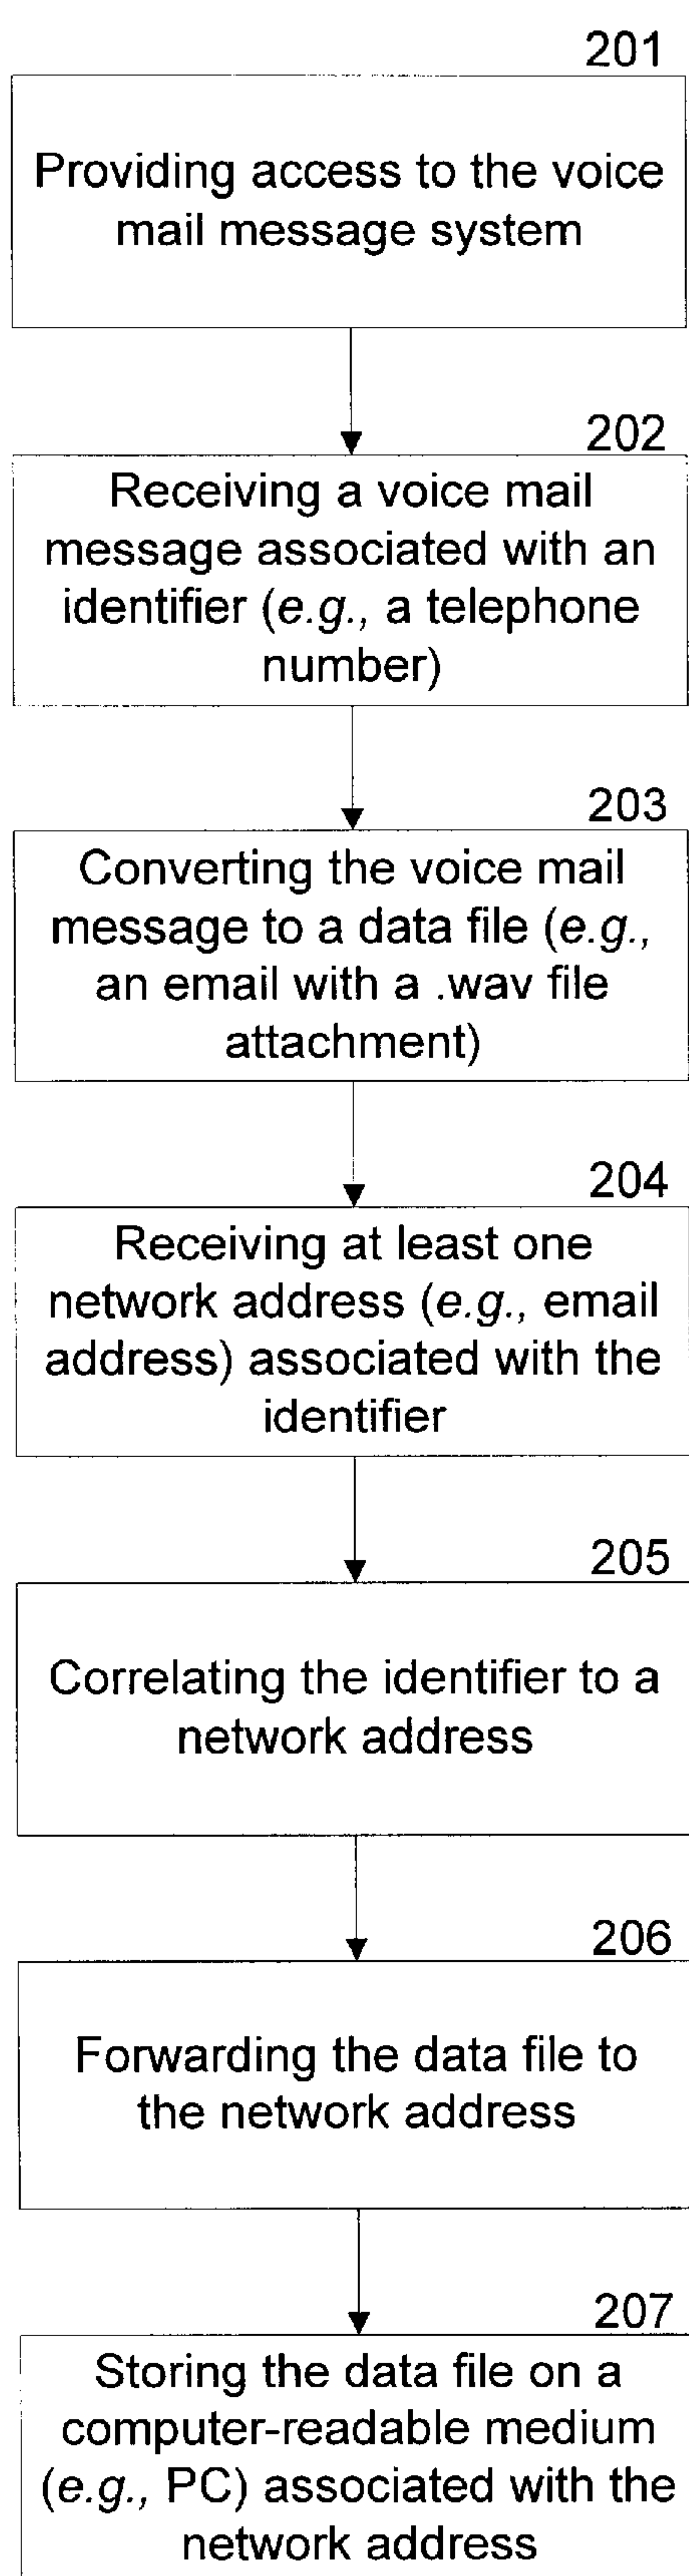 201
Providing access to the voice
mail message system
202
Receiving a voice mail
message associated with an
identifier (e.g., a telephone
number)
203
Converting the voice mail
message to a data file (e.g.,
an email with a .wav file
attachment)
204
Receiving at least one
network address (e.g., email
address) associated with the
identifier
205
Correlating the identifier to a
network address
206
Forwarding the data file to
the network address
207
Storing the data file on a
computer-readable medium
(e.g., PC) associated with the
network address